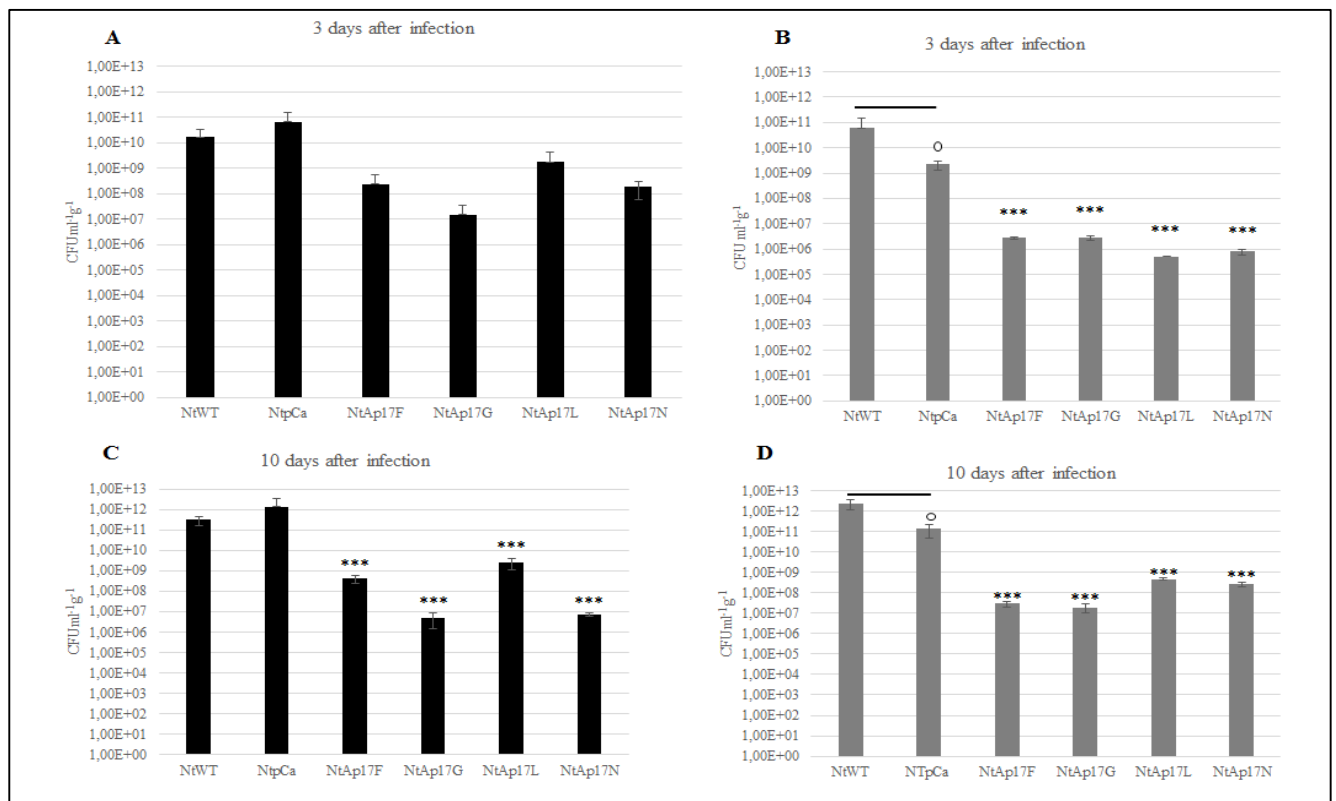 A
3 days after infection
1,00E+13
1,00E+12
1,00E+11
1,00E+10
1,00E+09
1,00E+08
1,00E+07
1,00E+06
1,00E+05
1,00E+04
1,00E+03
1,00E+02
1,00E+01
1,00E+00
CFUml-1g-1
NtWT NtpCa NtAp17F NtAp17G NtAp17L NtAp17N
B
3 days after infection
1,00E+13
1,00E+12
1,00E+11
1,00E+10
1,00E+09
1,00E+08
1,00E+07
1,00E+06
1,00E+05
1,00E+04
1,00E+03
1,00E+02
1,00E+01
1,00E+00
CFU ml-1g-1
O
*** *** *** ***
NtWT NtpCa NtAp17F NtAp17G NtAp17L NtAp17N
C
10 days after infection
1,00E+13
1,00E+12
1,00E+11
1,00E+10
1,00E+09
1,00E+08
1,00E+07
1,00E+06
1,00E+05
1,00E+04
1,00E+03
1,00E+02
1,00E+01
1,00E+00
CFUml-1g-1
*** *** *** ***
NtWT NtpCa NtAp17F NtAp17G NtAp17L NtAp17N
D
10 days after infection
1,00E+13
1,00E+12
1,00E+11
1,00E+10
1,00E+09
1,00E+08
1,00E+07
1,00E+06
1,00E+05
1,00E+04
1,00E+03
1,00E+02
1,00E+01
1,00E+00
CFUml-1g-1
O
*** *** *** ***
NtWT NTpCa NtAp17F NtAp17G NtAp17L NtAp17N